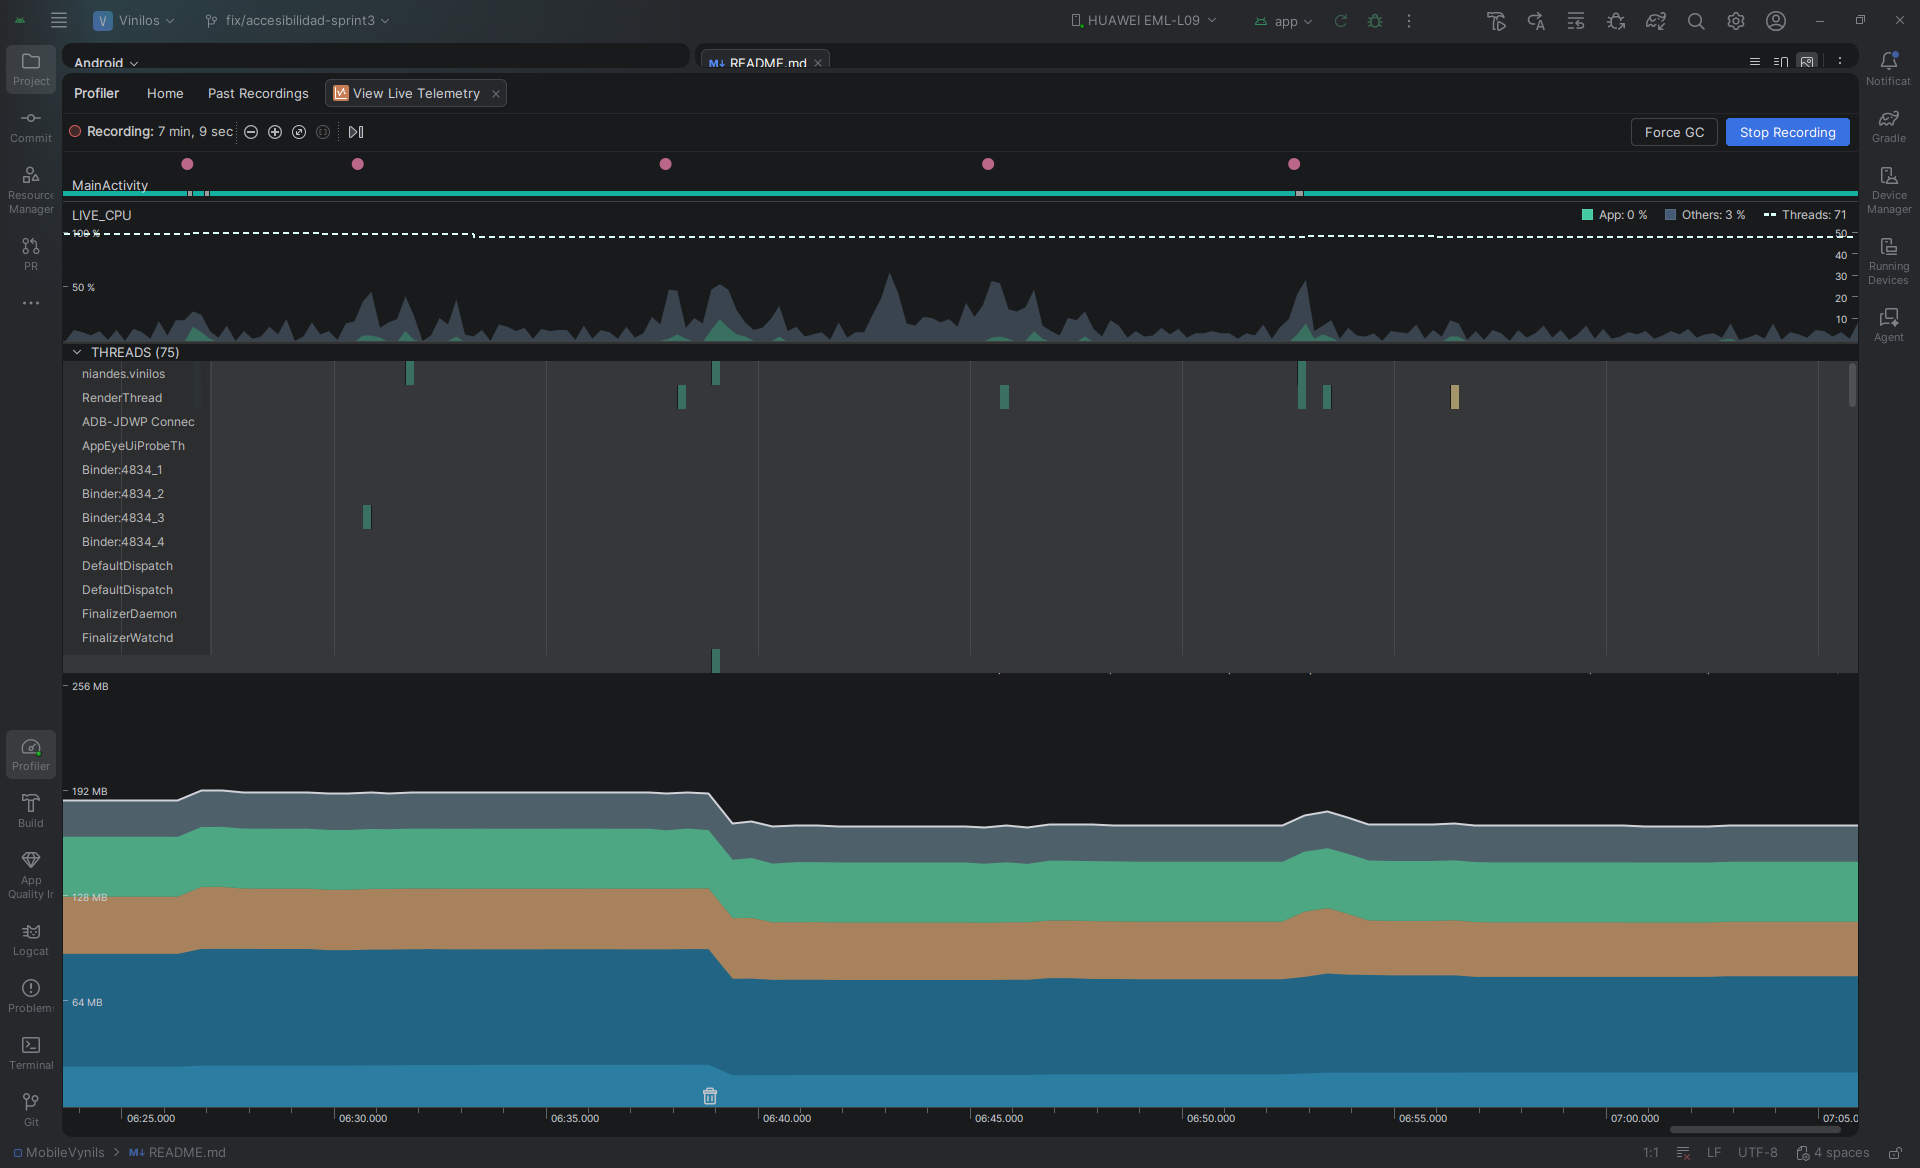 V Vinilos fix/accesibilidad-sprint3 HUAWEI EML-L09 app
Project
Commit
Resource
Manager
PR
Android
M↓ README.md
Profiler Home Past Recordings View Live Telemetry
Recording: 7 min, 9 sec Force GC Stop Recording
MainActivity
LIVE_CPU App: 0 % Others: 3 % Threads: 71
100 % 50
40
50 % 30
20
10
THREADS (75)
niandes.vinilos
RenderThread
ADB-JDWP Connec
AppEyeUiProbeTh
Binder:4834_1
Binder:4834_2
Binder:4834_3
Binder:4834_4
DefaultDispatch
DefaultDispatch
FinalizerDaemon
FinalizerWatchd
256 MB
192 MB
128 MB
64 MB
06:25.000 06:30.000 06:35.000 06:40.000 06:45.000 06:50.000 06:55.000 07:00.000 07:05.0
Profiler
Build
App
Quality In
Logcat
Problems
Terminal
Git
Notificat
Gradle
Device
Manager
Running
Devices
Agent
MobileVynils M↓ README.md 1:1 LF UTF-8 4 spaces